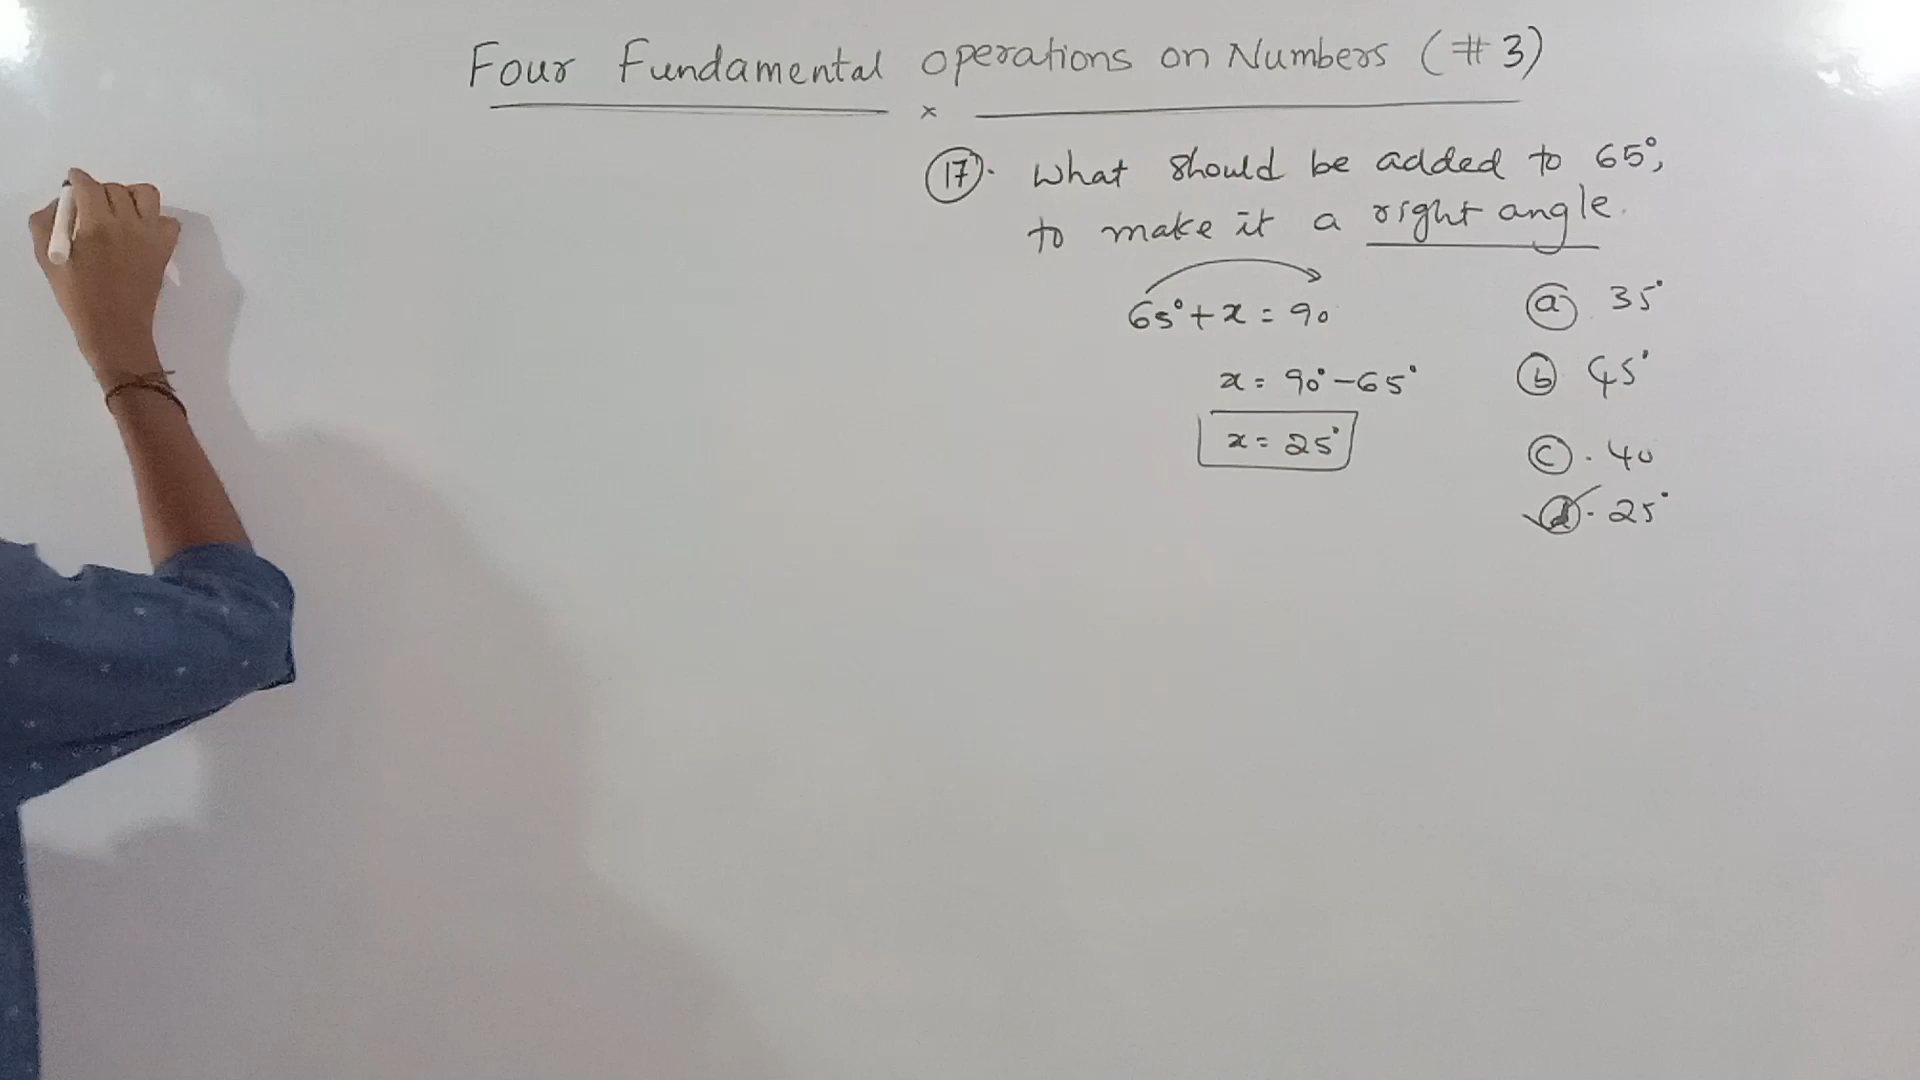 Four Fundamental operations on Numbers (#3)
x
17. What should be added to 65°,
to make it a right angle.
65° + x = 90
x = 90° - 65°
x = 25°
a 35°
b 45°
c. 40
d. 25°